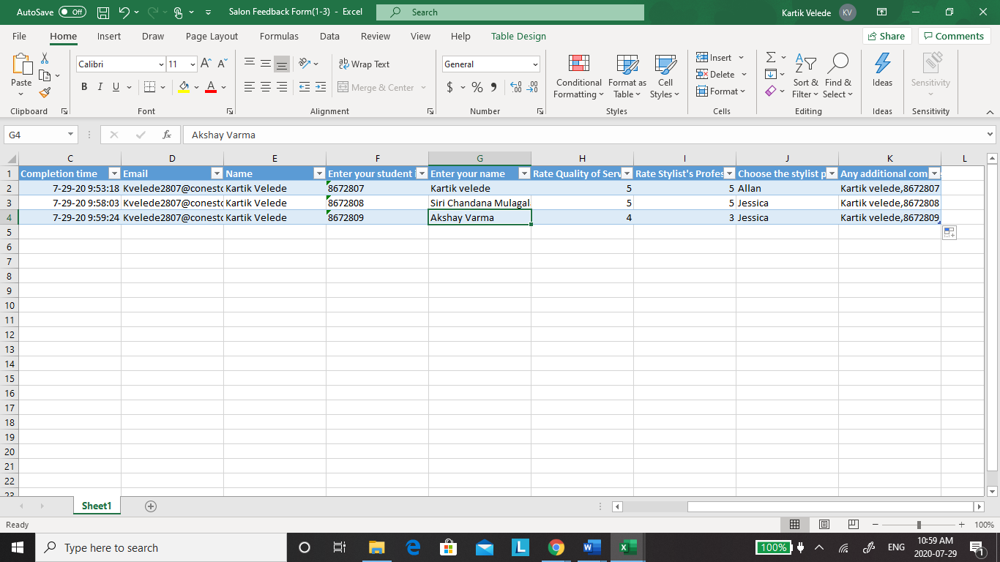 AutoSave Off Salon Feedback Form(1-3) - Excel Search Kartik Velede KV
File Home Insert Draw Page Layout Formulas Data Review View Help Table Design Share Comments
Paste Calibri 11 A A Wrap Text General Conditional Formatting Format as Table Cell Styles Insert Delete Format Sort & Filter Find & Select Ideas Sensitivity
B I U A Merge & Center $ % 9 .00 .0
Clipboard Font Alignment Number Styles Cells Editing Ideas Sensitivity
G4 fx Akshay Varma
C D E F G H I J K L
1 Completion time Email Name Enter your student i Enter your name Rate Quality of Serv Rate Stylist's Profes Choose the stylist p Any additional com
2 7-29-20 9:53:18 Kvelede2807@conesto Kartik Velede 8672807 Kartik velede 5 5 Allan Kartik velede,8672807
3 7-29-20 9:58:03 Kvelede2807@conesto Kartik Velede 8672808 Siri Chandana Mulagal 5 5 Jessica Kartik velede,8672808
4 7-29-20 9:59:24 Kvelede2807@conesto Kartik Velede 8672809 Akshay Varma 4 3 Jessica Kartik velede,8672809
5
6
7
8
9
10
11
12
13
14
15
16
17
18
19
20
21
22
23
Sheet1
Ready 100%
Type here to search 100% ENG 10:59 AM
2020-07-29 1